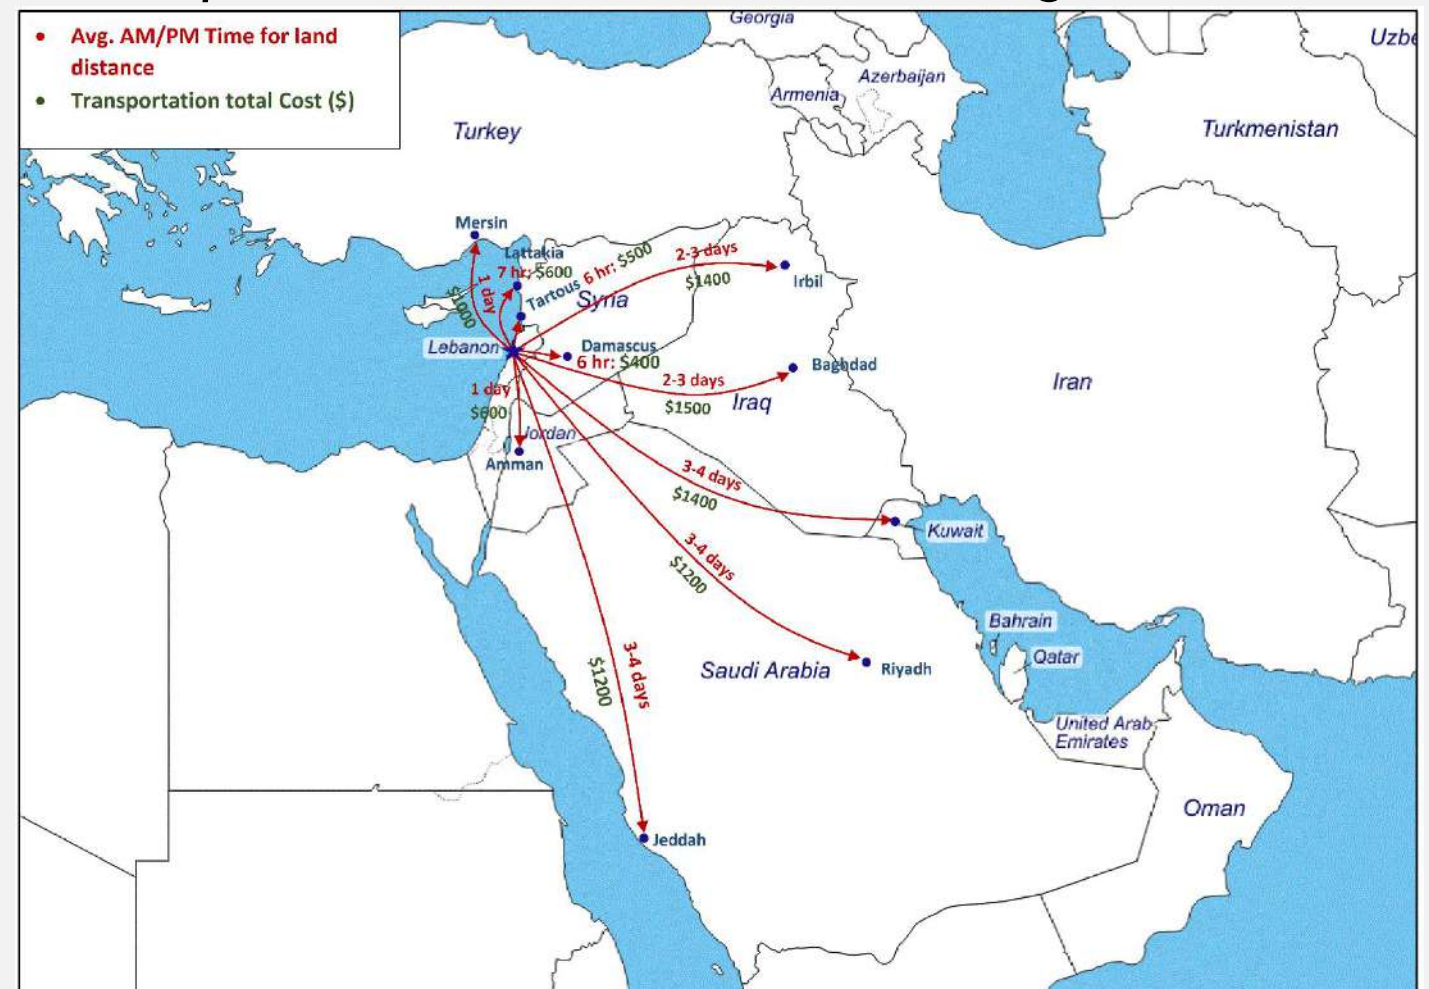 • Avg. AM/PM Time for land
distance
• Transportation total Cost ($)
Georgia
Uzbe
Azerbaijan
Armenia
Turkey
Turkmenistan
Mersin
Lattakia
7 hr; $600
Tartous 6 hr; $500
2-3 days
$1400
Irbil
1 day
$1000
Syria
Lebanon
Damascus
6 hr; $400
2-3 days
$1500
Baghdad
Iraq
Iran
1 day
$600
Jordan
Amman
3-4 days
$1400
Kuwait
3-4 days
$1200
Bahrain
Qatar
3-4 days
$1200
Saudi Arabia
Riyadh
United Arab
Emirates
Oman
Jeddah